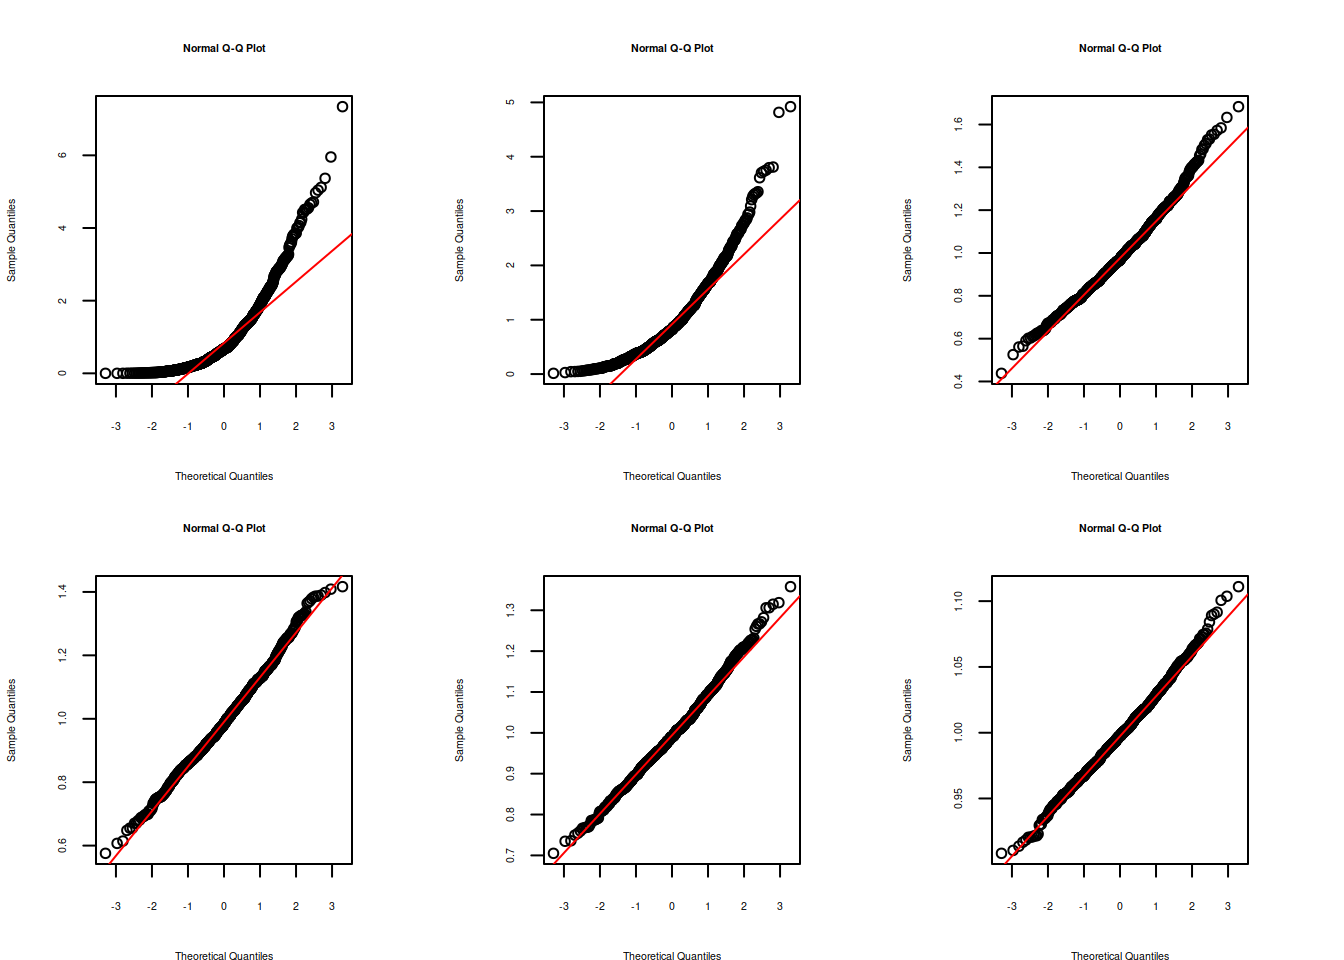 Normal Q-Q Plot
Sample Quantiles
0 2 4 6
-3 -2 -1 0 1 2 3
Theoretical Quantiles
Normal Q-Q Plot
Sample Quantiles
0 1 2 3 4 5
-3 -2 -1 0 1 2 3
Theoretical Quantiles
Normal Q-Q Plot
Sample Quantiles
0.4 0.6 0.8 1.0 1.2 1.4 1.6
-3 -2 -1 0 1 2 3
Theoretical Quantiles
Normal Q-Q Plot
Sample Quantiles
0.6 0.8 1.0 1.2 1.4
-3 -2 -1 0 1 2 3
Theoretical Quantiles
Normal Q-Q Plot
Sample Quantiles
0.7 0.8 0.9 1.0 1.1 1.2 1.3
-3 -2 -1 0 1 2 3
Theoretical Quantiles
Normal Q-Q Plot
Sample Quantiles
0.95 1.00 1.05 1.10
-3 -2 -1 0 1 2 3
Theoretical Quantiles